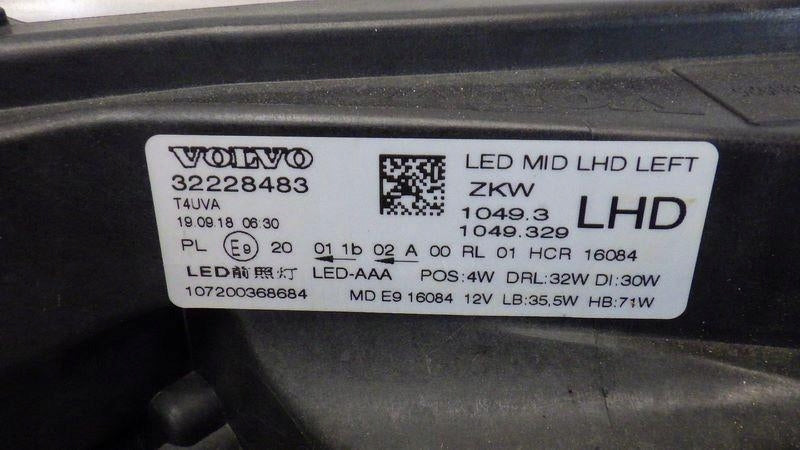 VOLVO
32228483
T4UVA
19.09.18 06:30
LED MID LHD LEFT
ZKW
1049.3
1049.329
LHD
PL E9 20 01 1b 02 A 00 RL 01 HCR 16084
LED前照灯 LED-AAA POS:4W DRL:32W DI:30W
107200368684 MD E9 16084 12V LB:35,5W HB:71W